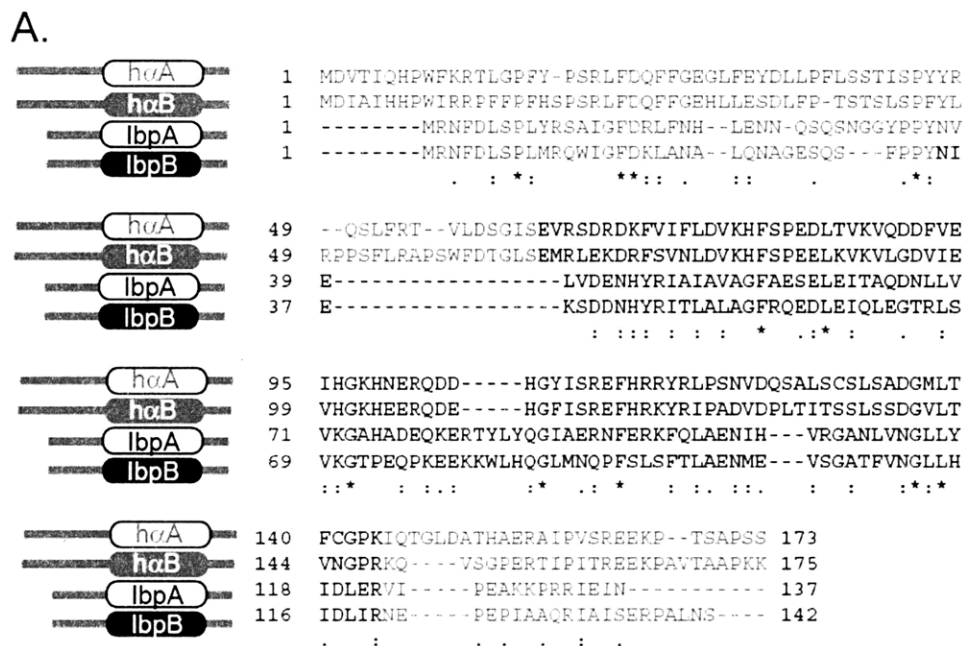 A.
hαA 1 MDVTIQHPWFKRTLGPFY-PSRLFDQFFGEGLFEYDLLPFLSSTISPYYR
hαB 1 MDIAIHHPWIRRPFFPFHSPSRLFDQFFGEHLLESDLFP-TSTSLSPFYL
IbpA 1 --------MRNFDLSPLYRSAIGFDRLFNH--LENN-QSQSNGGYPPYNV
IbpB 1 --------MRNFDLSPLMRQWIGFDKLANA--LQNAGESQS---FPPYNI
. : *: **:: . :: . *:
hαA 49 --QSLFRT--VLDSGISEVRSDRDKFVIFLDVKHFSPEDLTVKVQDDFVE
hαB 49 RPPSFLRAPSWFDTGLSEMRLEKDRFSVNLDVKHFSPEELKVKVLGDVIE
IbpA 39 E------------------LVDENHYRIAIAVAGFAESELEITAQDNLLV
IbpB 37 E------------------KSDDNHYRITLALAGFRQEDLEIQLEGTRLS
: :: : : : * :* : . :
hαA 95 IHGKHNERQDD-----HGYISREFHRRYRLPSNVDQSALSCSLSADGMLT
hαB 99 VHGKHEERQDE-----HGFISREFHRKYRIPADVDPLTITSSLSSDGVLT
IbpA 71 VKGAHADEQKERTYLYQGIAERNFERKFQLAENIH---VRGANLVNGLLY
IbpB 69 VKGTPEQPKEEKKWLHQGLMNQPFSLSFTLAENME---VSGATFVNGLLH
::* : :.: :* .: * : :. :. : : :*:*
hαA 140 FCGPKIQTGLDATHAERAIPVSREEKP--TSAPSS 173
hαB 144 VNGPRKQ----VSGPERTIPITREEKPAVTAAPKK 175
IbpA 118 IDLERVI-----PEAKKPRRIEIN----------- 137
IbpB 116 IDLIRNE-----PEPIAAQRIAISERPALNS---- 142
. : . . : : .